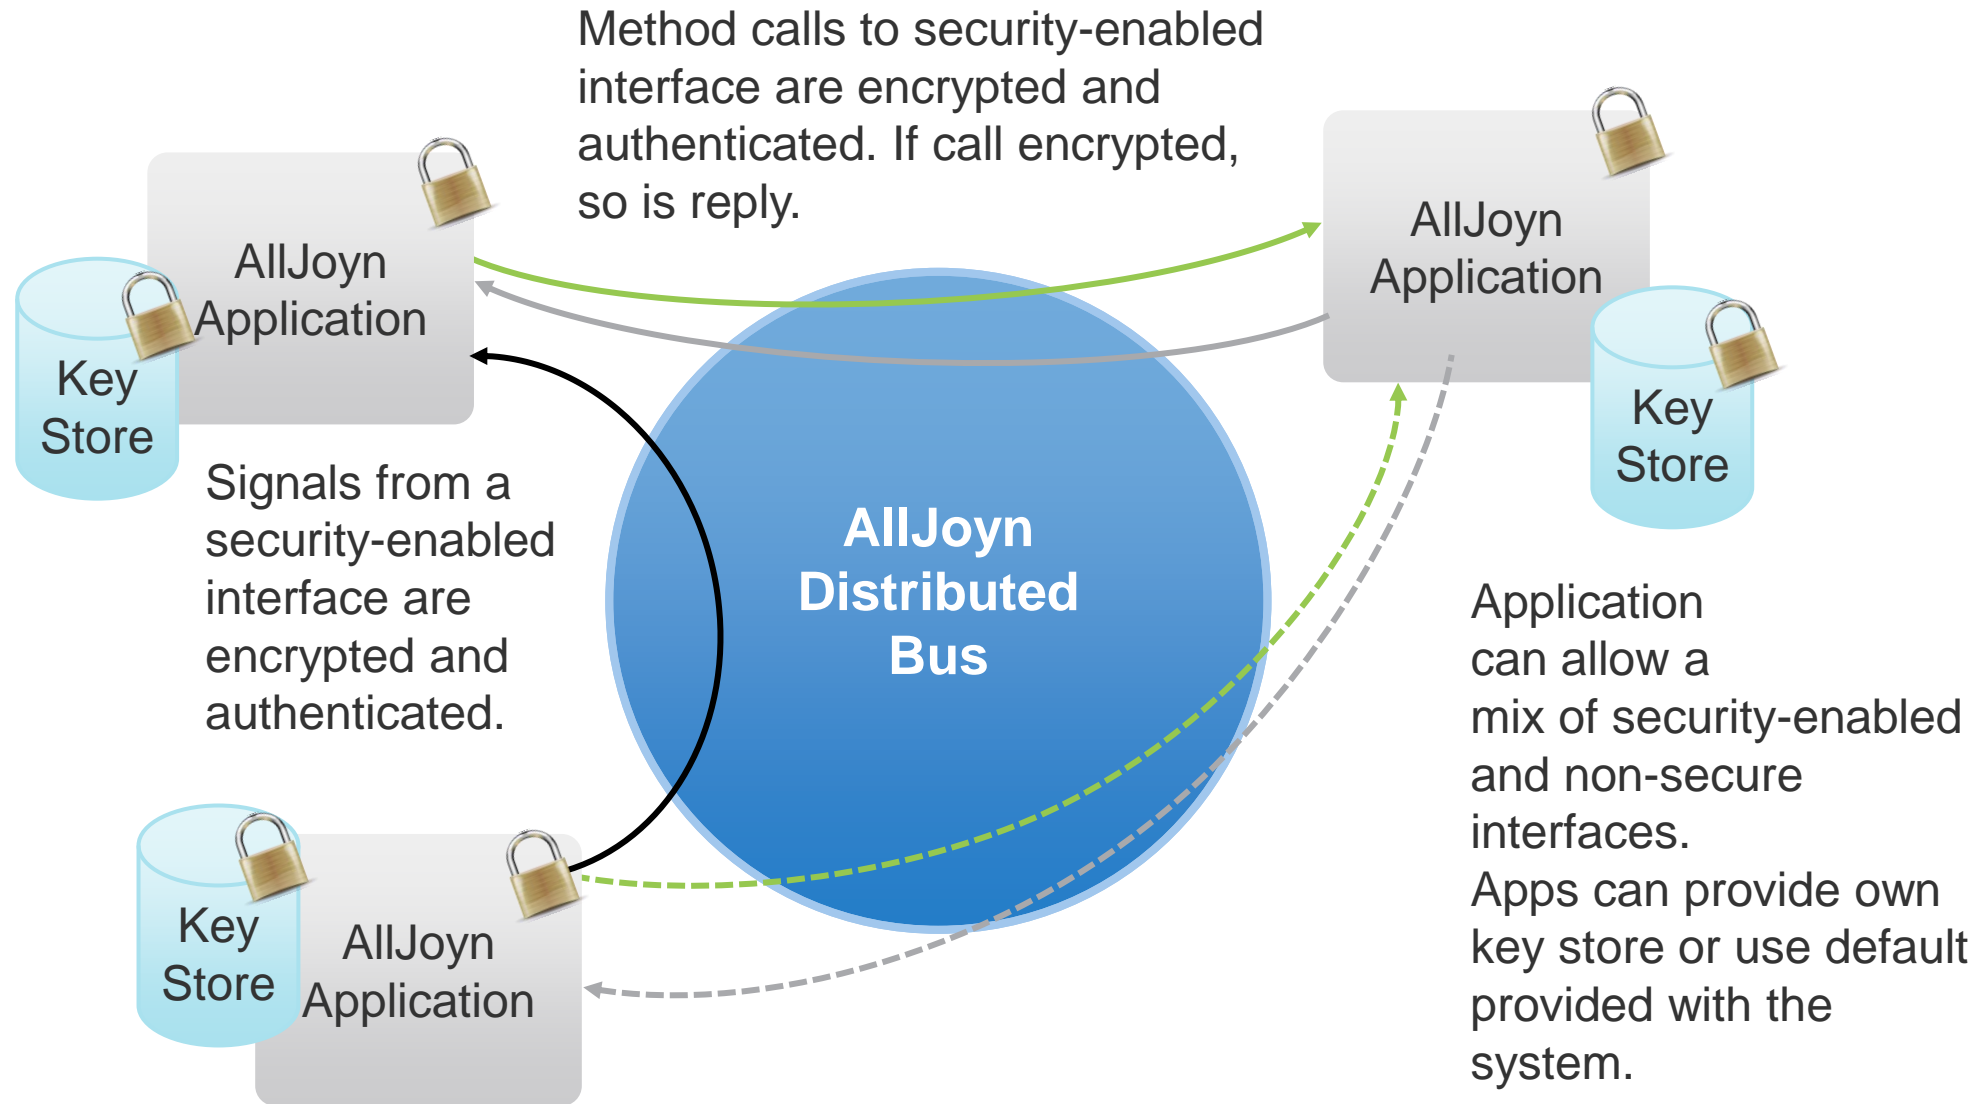 Method calls to security-enabled
interface are encrypted and
authenticated. If call encrypted,
so is reply.
AllJoyn
Application
Key
Store
AllJoyn
Application
Key
Store
Signals from a
security-enabled
interface are
encrypted and
authenticated.
AllJoyn
Distributed
Bus
Application
can allow a
mix of security-enabled
and non-secure
interfaces.
Apps can provide own
key store or use default
provided with the
system.
Key
Store
AllJoyn
Application